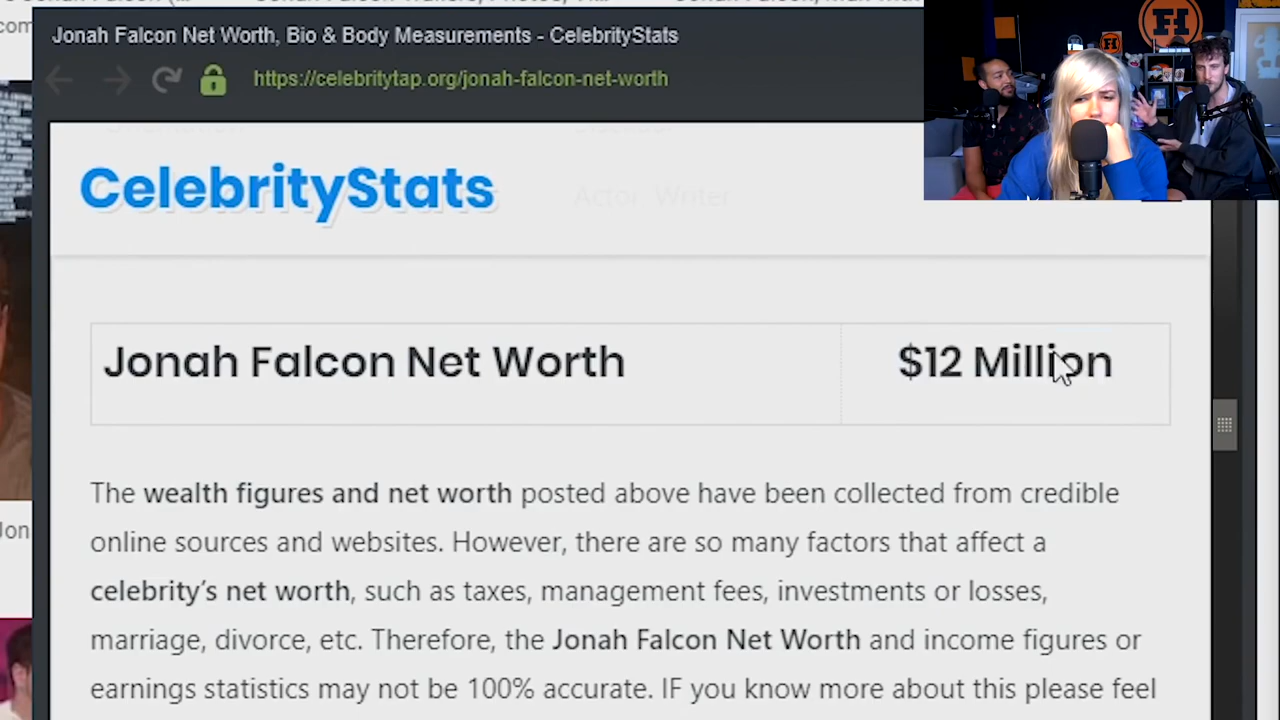 Jonah Falcon Net Worth, Bio & Body Measurements - CelebrityStats
https://celebritytap.org/jonah-falcon-net-worth
CelebrityStats
Actor Writer
Jonah Falcon Net Worth
$12 Million
The wealth figures and net worth posted above have been collected from credible
online sources and websites. However, there are so many factors that affect a
celebrity’s net worth, such as taxes, management fees, investments or losses,
marriage, divorce, etc. Therefore, the Jonah Falcon Net Worth and income figures or
earnings statistics may not be 100% accurate. IF you know more about this please feel